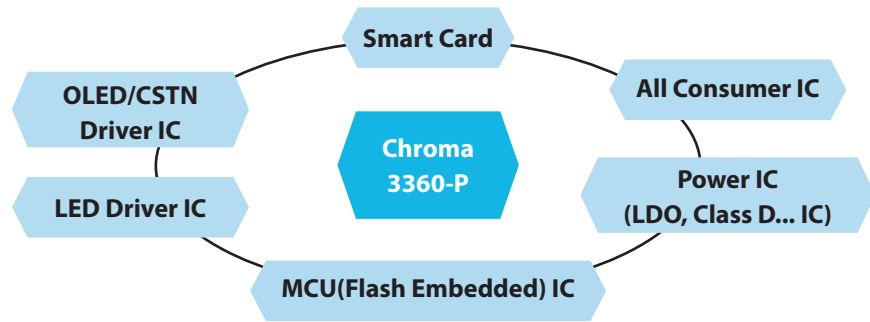 Smart Card
OLED/CSTN
Driver IC
All Consumer IC
Chroma
3360-P
Power IC
(LDO, Class D... IC)
LED Driver IC
MCU(Flash Embedded) IC